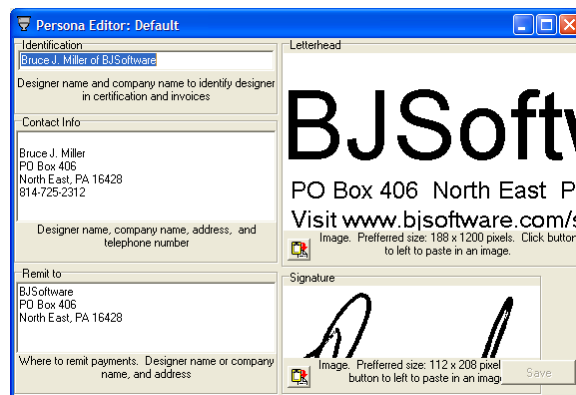 Persona Editor: Default
Identification
Bruce J. Miller of BJSoftware
Designer name and company name to identify designer
in certification and invoices
Contact Info
Bruce J. Miller
PO Box 406
North East, PA 16428
814-725-2312
Designer name, company name, address, and
telephone number
Remit to
BJSoftware
PO Box 406
North East, PA 16428
Where to remit payments. Designer name or company
name, and address
Letterhead
BJSoftw
PO Box 406 North East P
Visit www.bjsoftware.com/s
Image. Preferred size: 188 x 1200 pixels. Click button
to left to paste in an image.
Signature
Image. Preferred size: 112 x 208 pixel
button to left to paste in an imag
Save